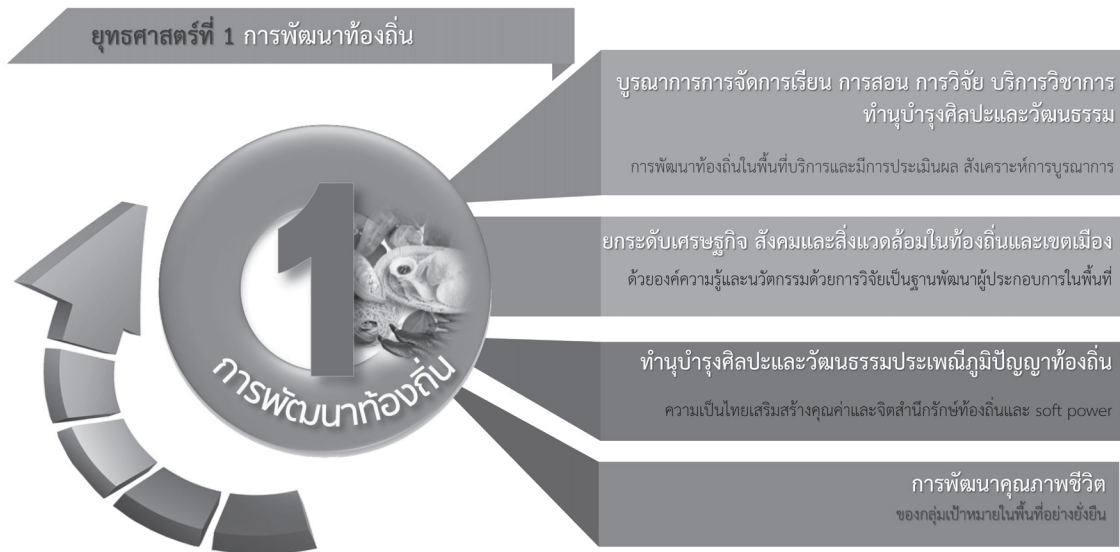 ยุทธศาสตร์ที่ 1 การพัฒนาท้องถิ่น
บูรณาการการจัดการเรียน การสอน การวิจัย บริการวิชาการ
ทำนุบำรุงศิลปะและวัฒนธรรม
การพัฒนาท้องถิ่นในพื้นที่บริการและมีการประเมินผล สังเคราะห์การบูรณาการ
1
การพัฒนาท้องถิ่น
ยกระดับเศรษฐกิจ สังคมและสิ่งแวดล้อมในท้องถิ่นและเขตเมือง
ด้วยองค์ความรู้และนวัตกรรมด้วยการวิจัยเป็นฐานพัฒนาผู้ประกอบการในพื้นที่
ทำนุบำรุงศิลปะและวัฒนธรรมประเพณีภูมิปัญญาท้องถิ่น
ความเป็นไทยเสริมสร้างคุณค่าและจิตสำนึกรักษ์ท้องถิ่นและ soft power
การพัฒนาคุณภาพชีวิต
ของกลุ่มเป้าหมายในพื้นที่อย่างยั่งยืน